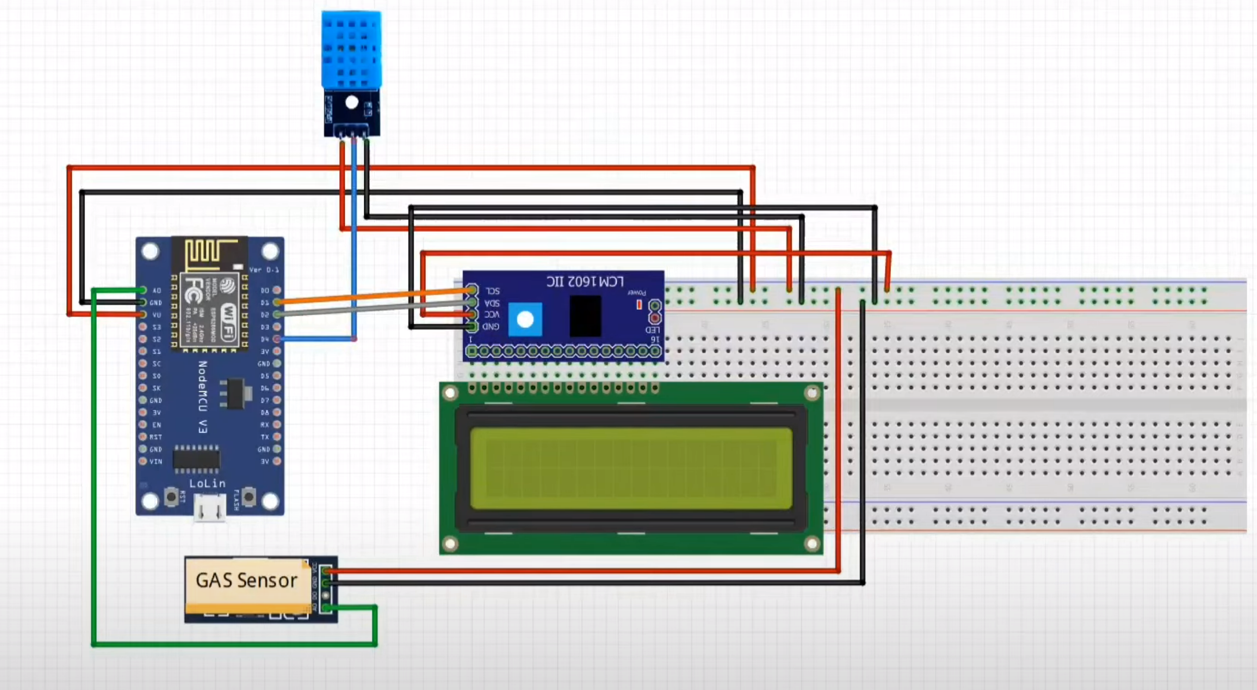 Ver 0.1
A0
GND
VU
S3
S2
S1
SC
S0
SK
GND
3V
EN
RST
GND
VIN
D0
D1
D2
D3
D4
3V
GND
D5
D6
D7
D8
RX
TX
GND
3V
FC
WiFi
NodeMCU V3
LoLin
RST
FLASH
LCM1602 IIC
SCL
SDA
VCC
GND
Power
LED
1
16
GAS Sensor